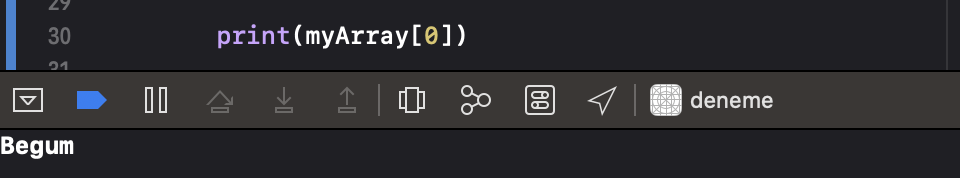 29
30 print(myArray[0])
31
deneme
Begum